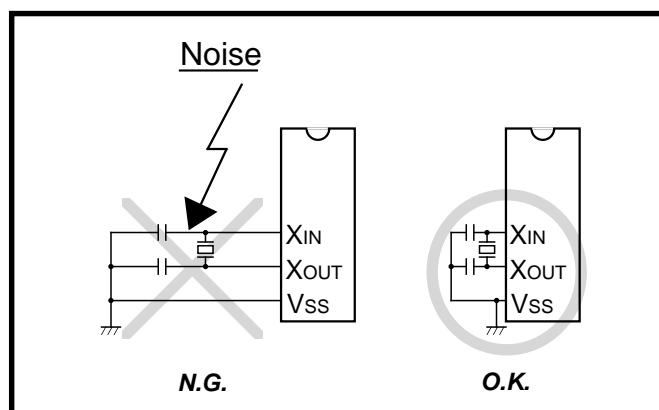 Noise
XIN
XOUT
VSS
N.G.
XIN
XOUT
VSS
O.K.